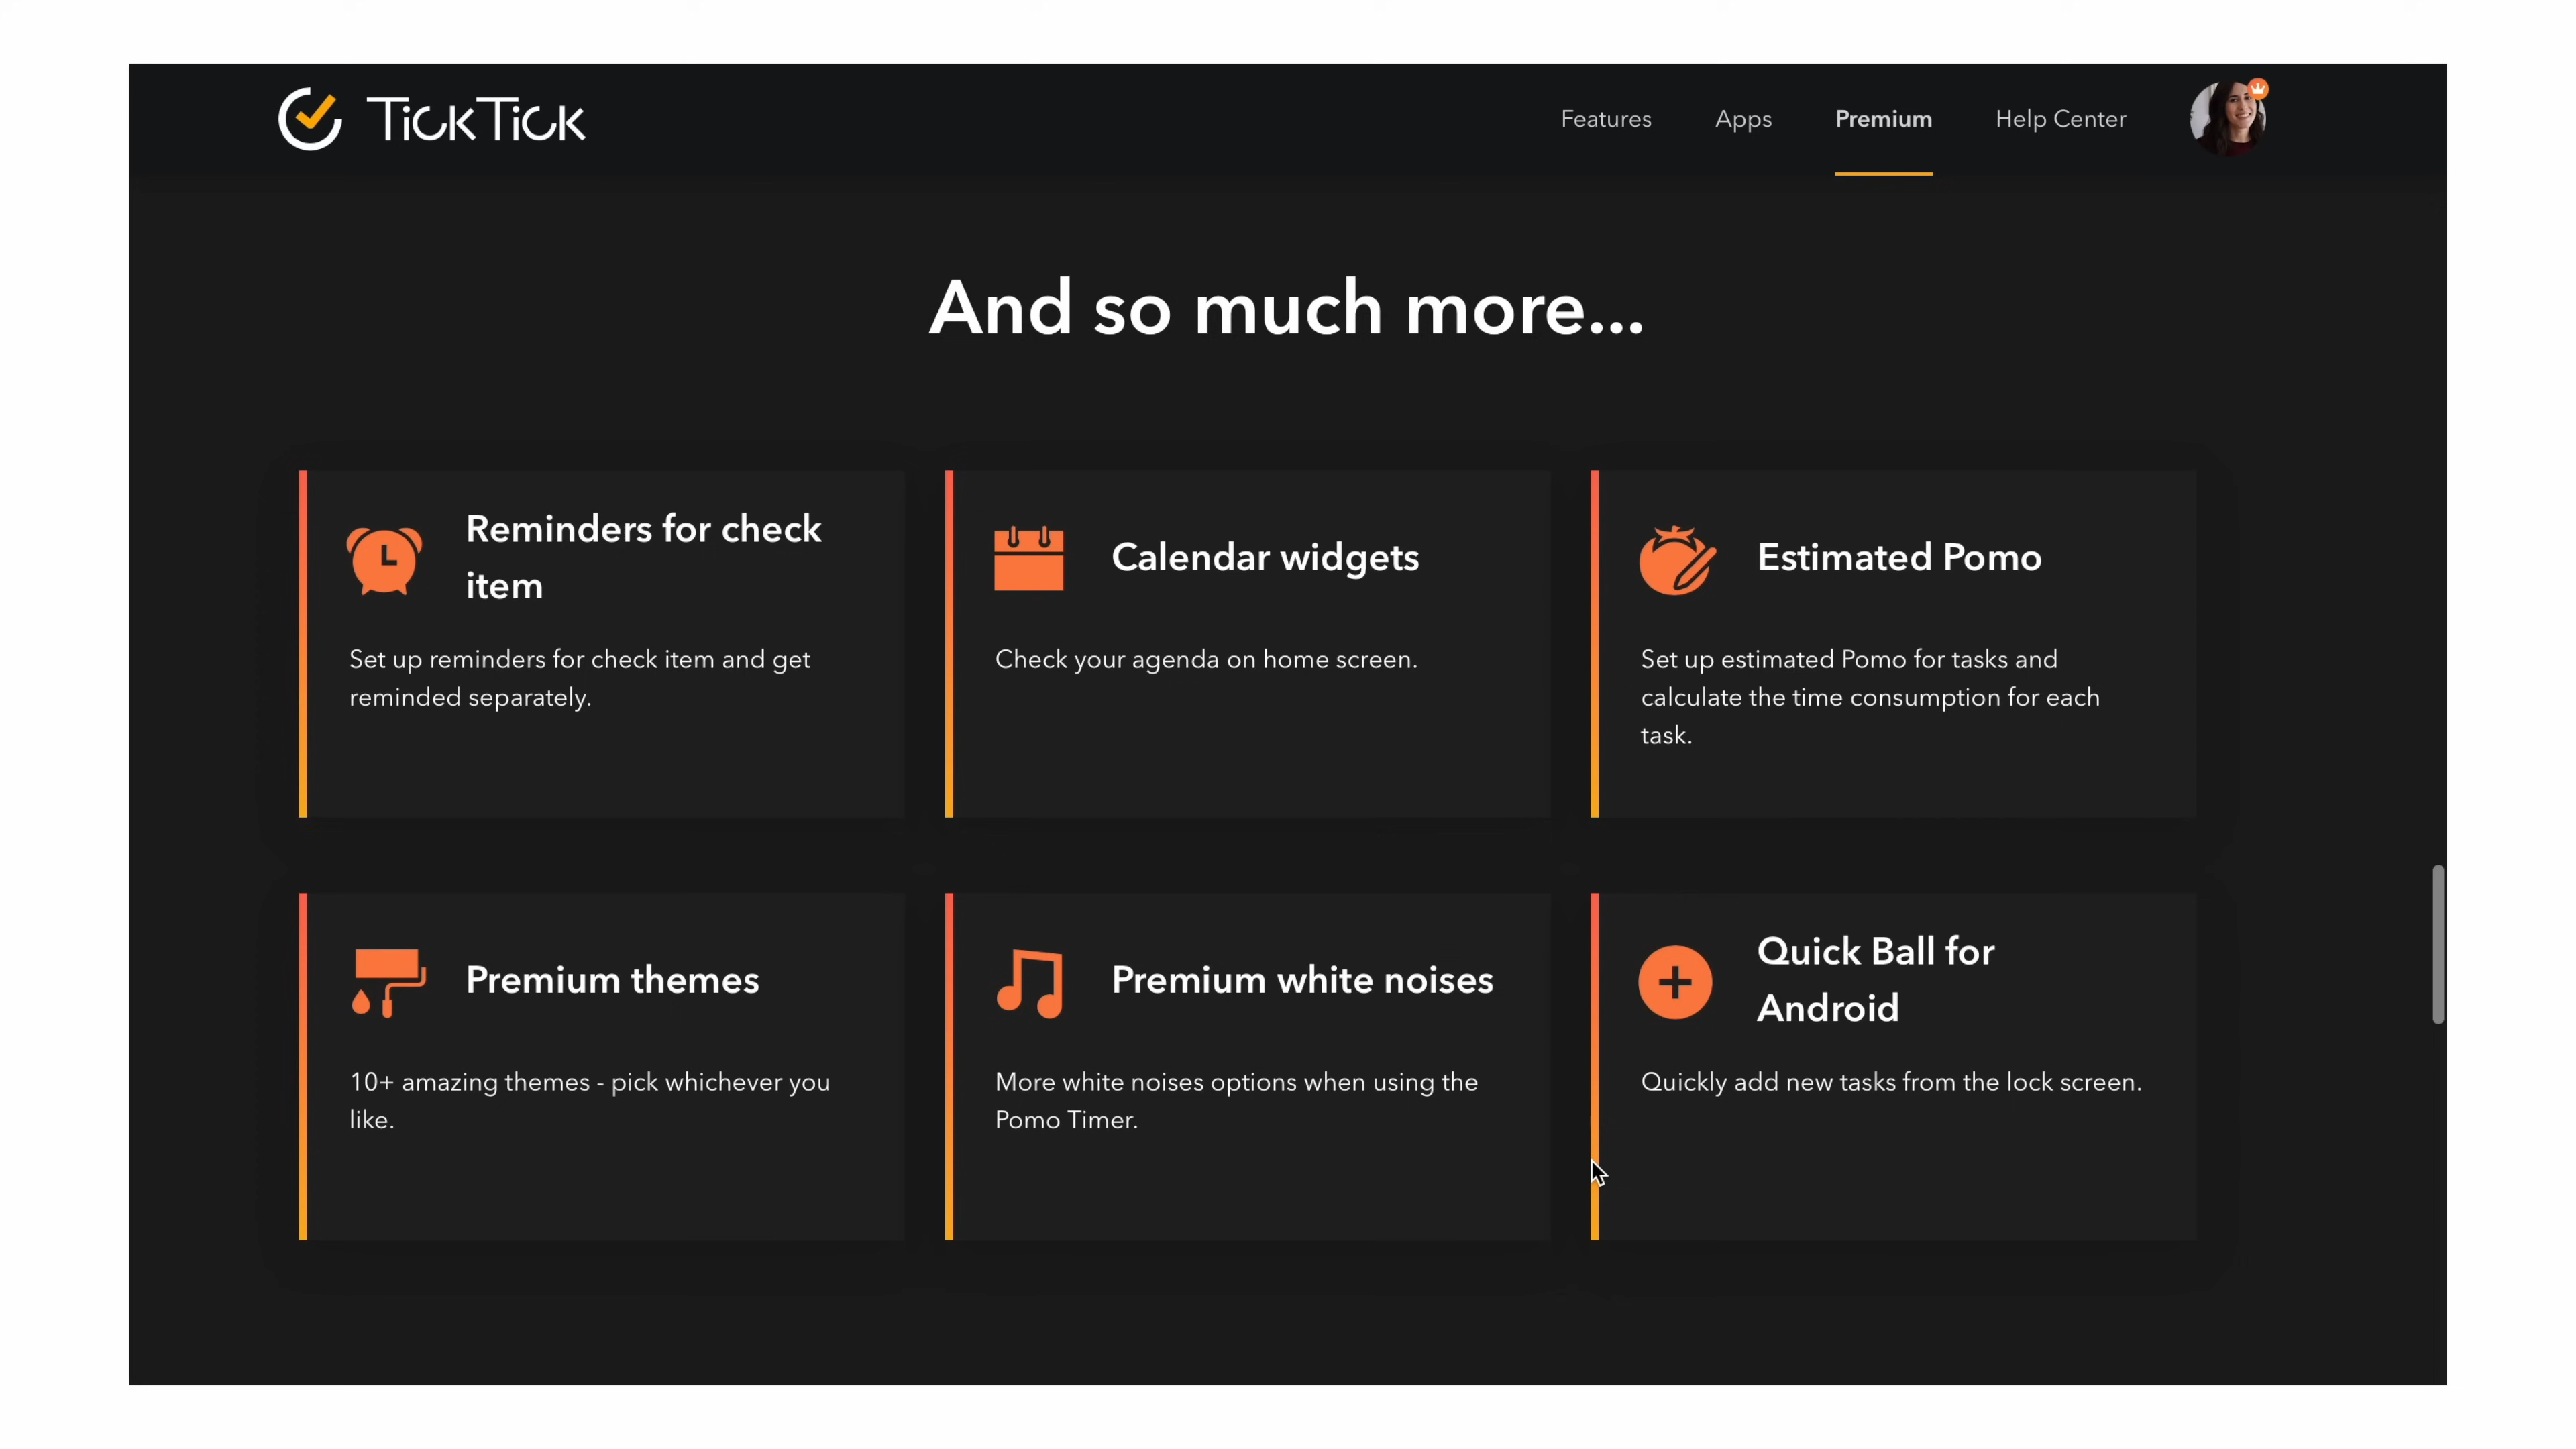 TickTick
Features Apps Premium Help Center
And so much more...
Reminders for check
item
Set up reminders for check item and get
reminded separately.
Calendar widgets
Check your agenda on home screen.
Estimated Pomo
Set up estimated Pomo for tasks and
calculate the time consumption for each
task.
Premium themes
10+ amazing themes - pick whichever you
like.
Premium white noises
More white noises options when using the
Pomo Timer.
Quick Ball for
Android
Quickly add new tasks from the lock screen.